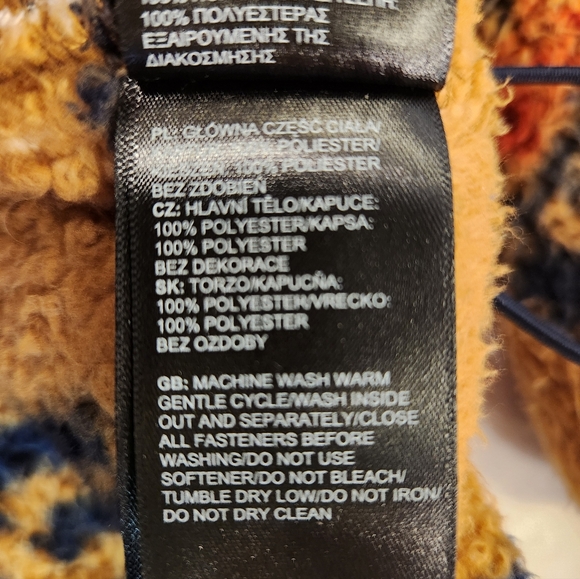 100% ΠΟΛΥΕΣΤΕΡΑΣ
ΕΞΑΙΡΟΥΜΕΝΗΣ ΤΗΣ
ΔΙΑΚΟΣΜΗΣΗΣ
PL: GŁÓWNA CZĘŚĆ CIAŁA/
POLIESTER/
100% POLIESTER
BEZ ZDOBIEŃ
CZ: HLAVNÍ TĚLO/KAPUCE:
100% POLYESTER/KAPSA:
100% POLYESTER
BEZ DEKORACE
SK: TORZO/KAPUCŇA:
100% POLYESTER/VRECKO:
100% POLYESTER
BEZ OZDOBY
GB: MACHINE WASH WARM
GENTLE CYCLE/WASH INSIDE
OUT AND SEPARATELY/CLOSE
ALL FASTENERS BEFORE
WASHING/DO NOT USE
SOFTENER/DO NOT BLEACH/
TUMBLE DRY LOW/DO NOT IRON/
DO NOT DRY CLEAN